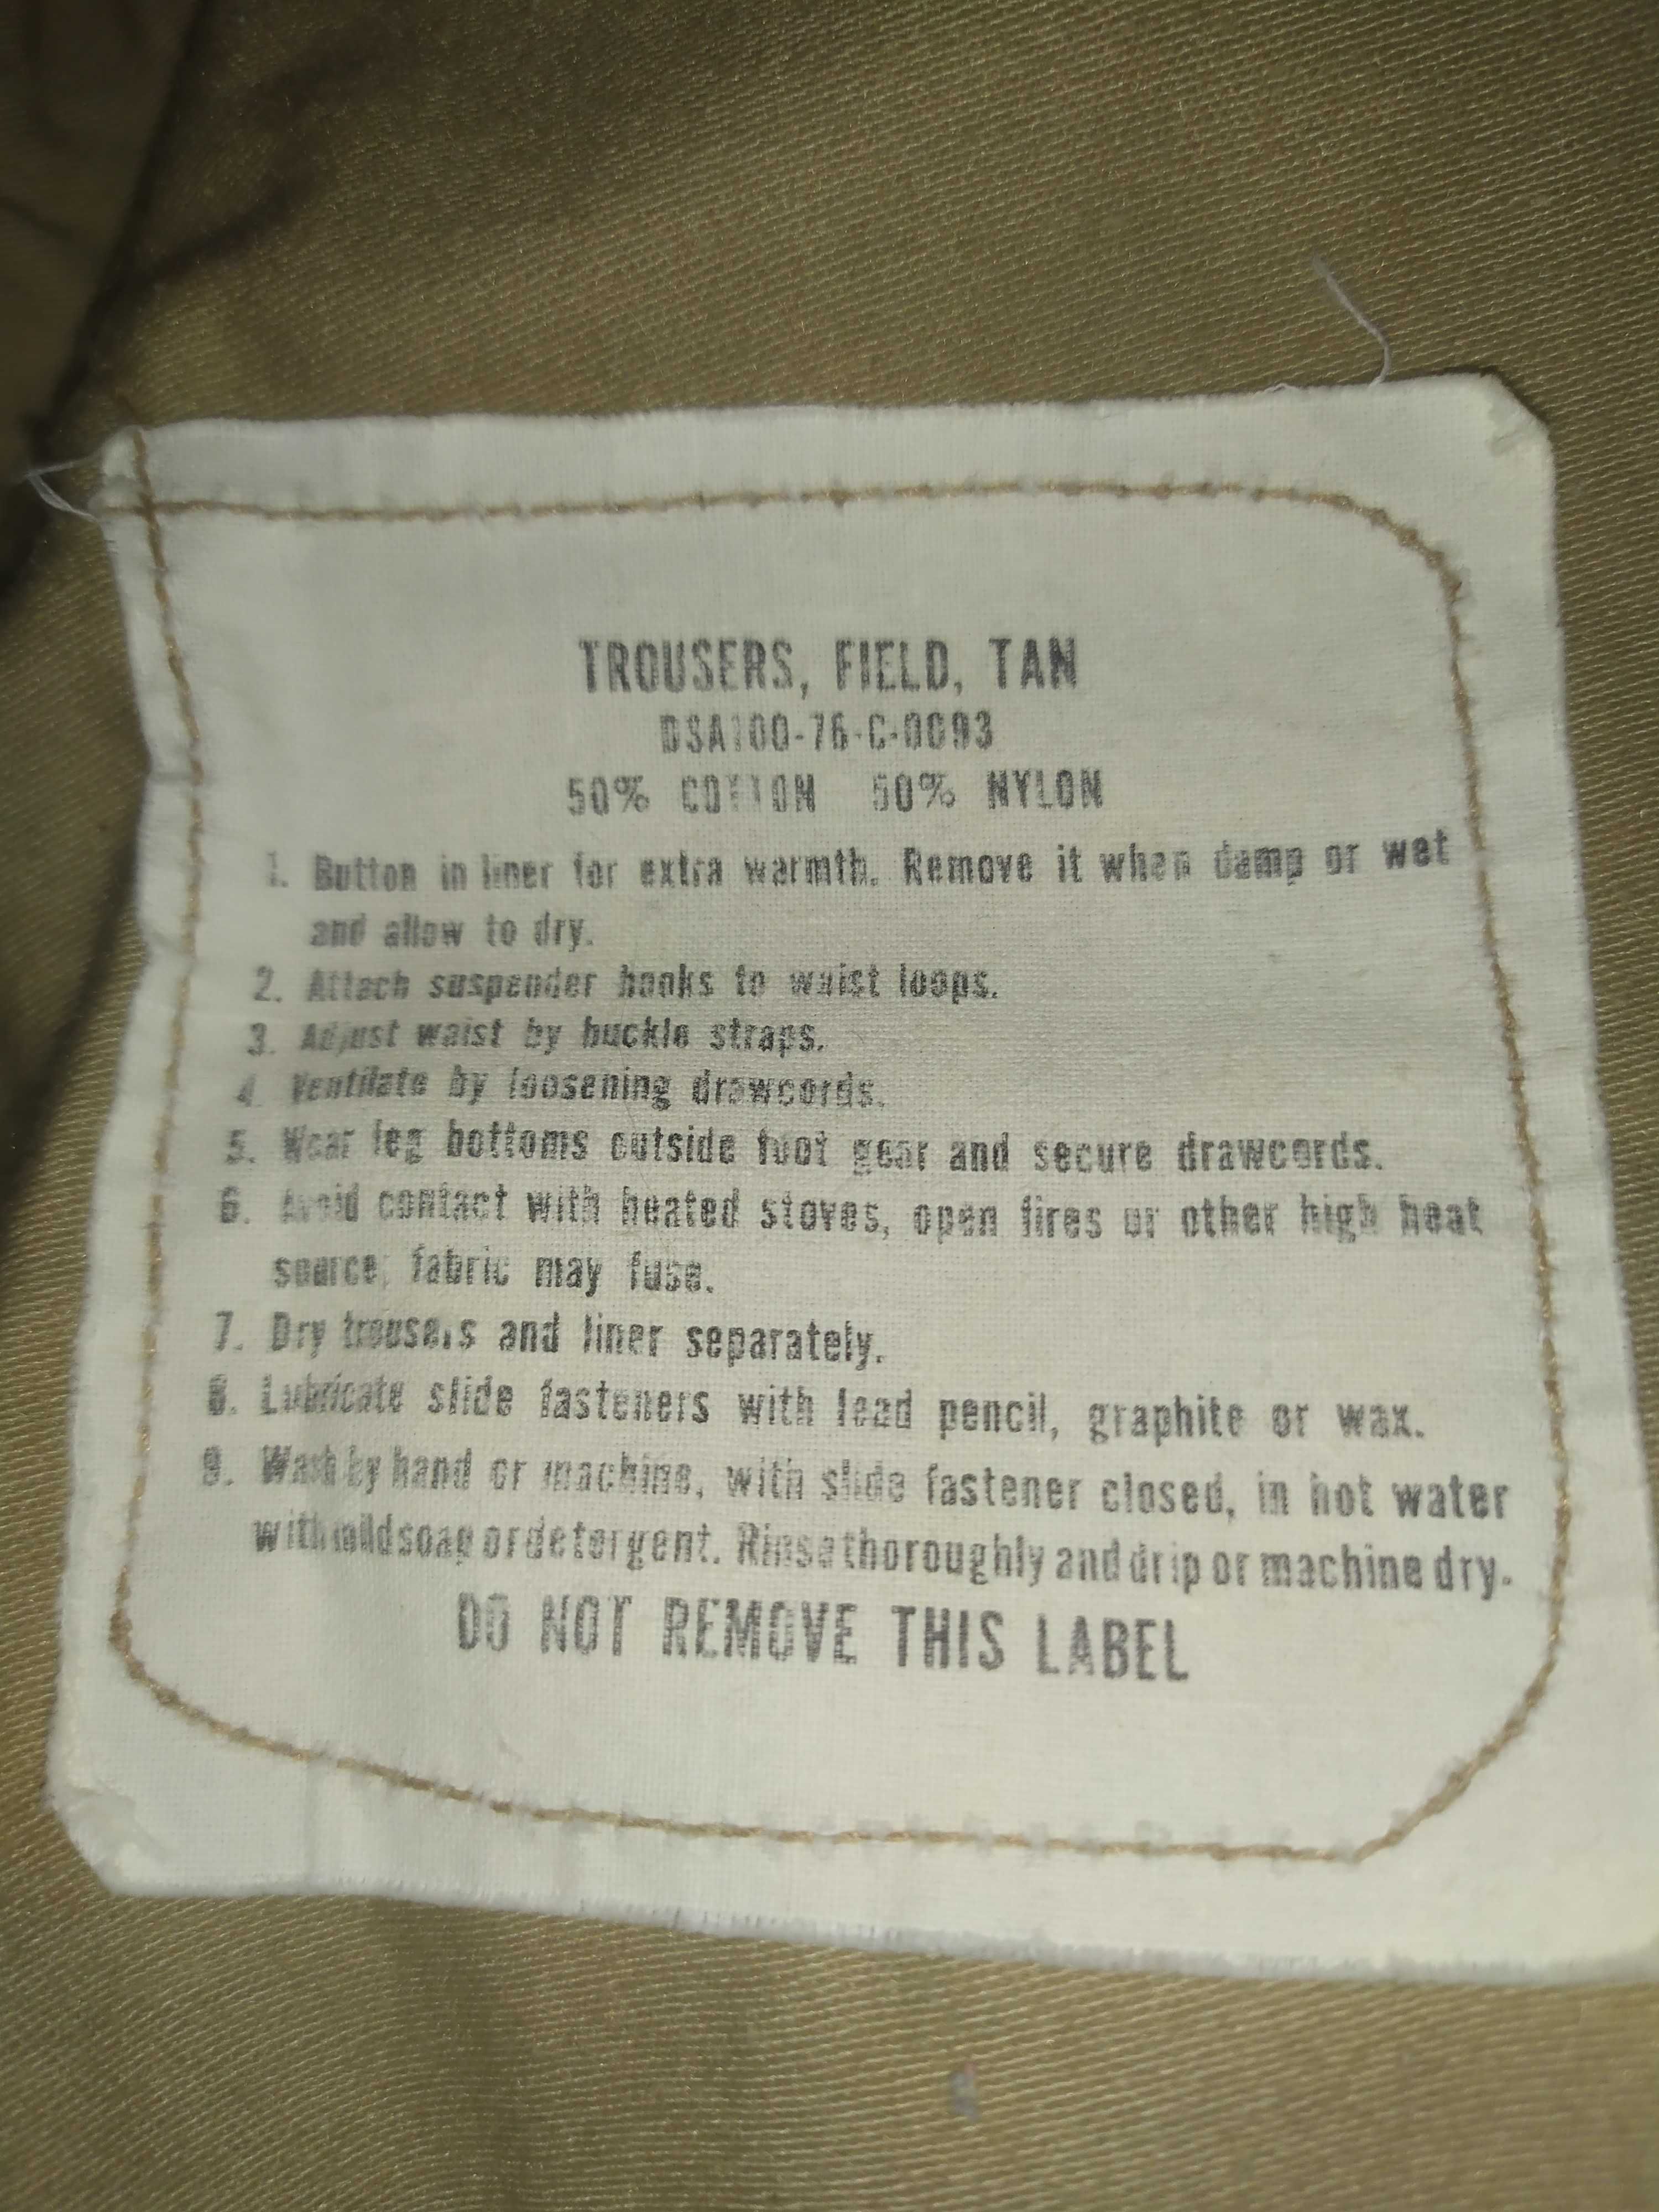 TROUSERS, FIELD, TAN
DSA100-76-C-0093
50% COTTON 50% NYLON
1. Button in liner for extra warmth. Remove it when damp or wet
and allow to dry.
2. Attach suspender hooks to waist loops.
3. Adjust waist by buckle straps.
4. Ventilate by loosening drawcords.
5. Wear leg bottoms outside foot gear and secure drawcords.
6. Avoid contact with heated stoves, open fires or other high heat
source; fabric may fuse.
7. Dry trousers and liner separately.
8. Lubricate slide fasteners with lead pencil, graphite or wax.
9. Wash by hand or machine, with slide fastener closed, in hot water
with mild soap or detergent. Rinse thoroughly and drip or machine dry.
DO NOT REMOVE THIS LABEL